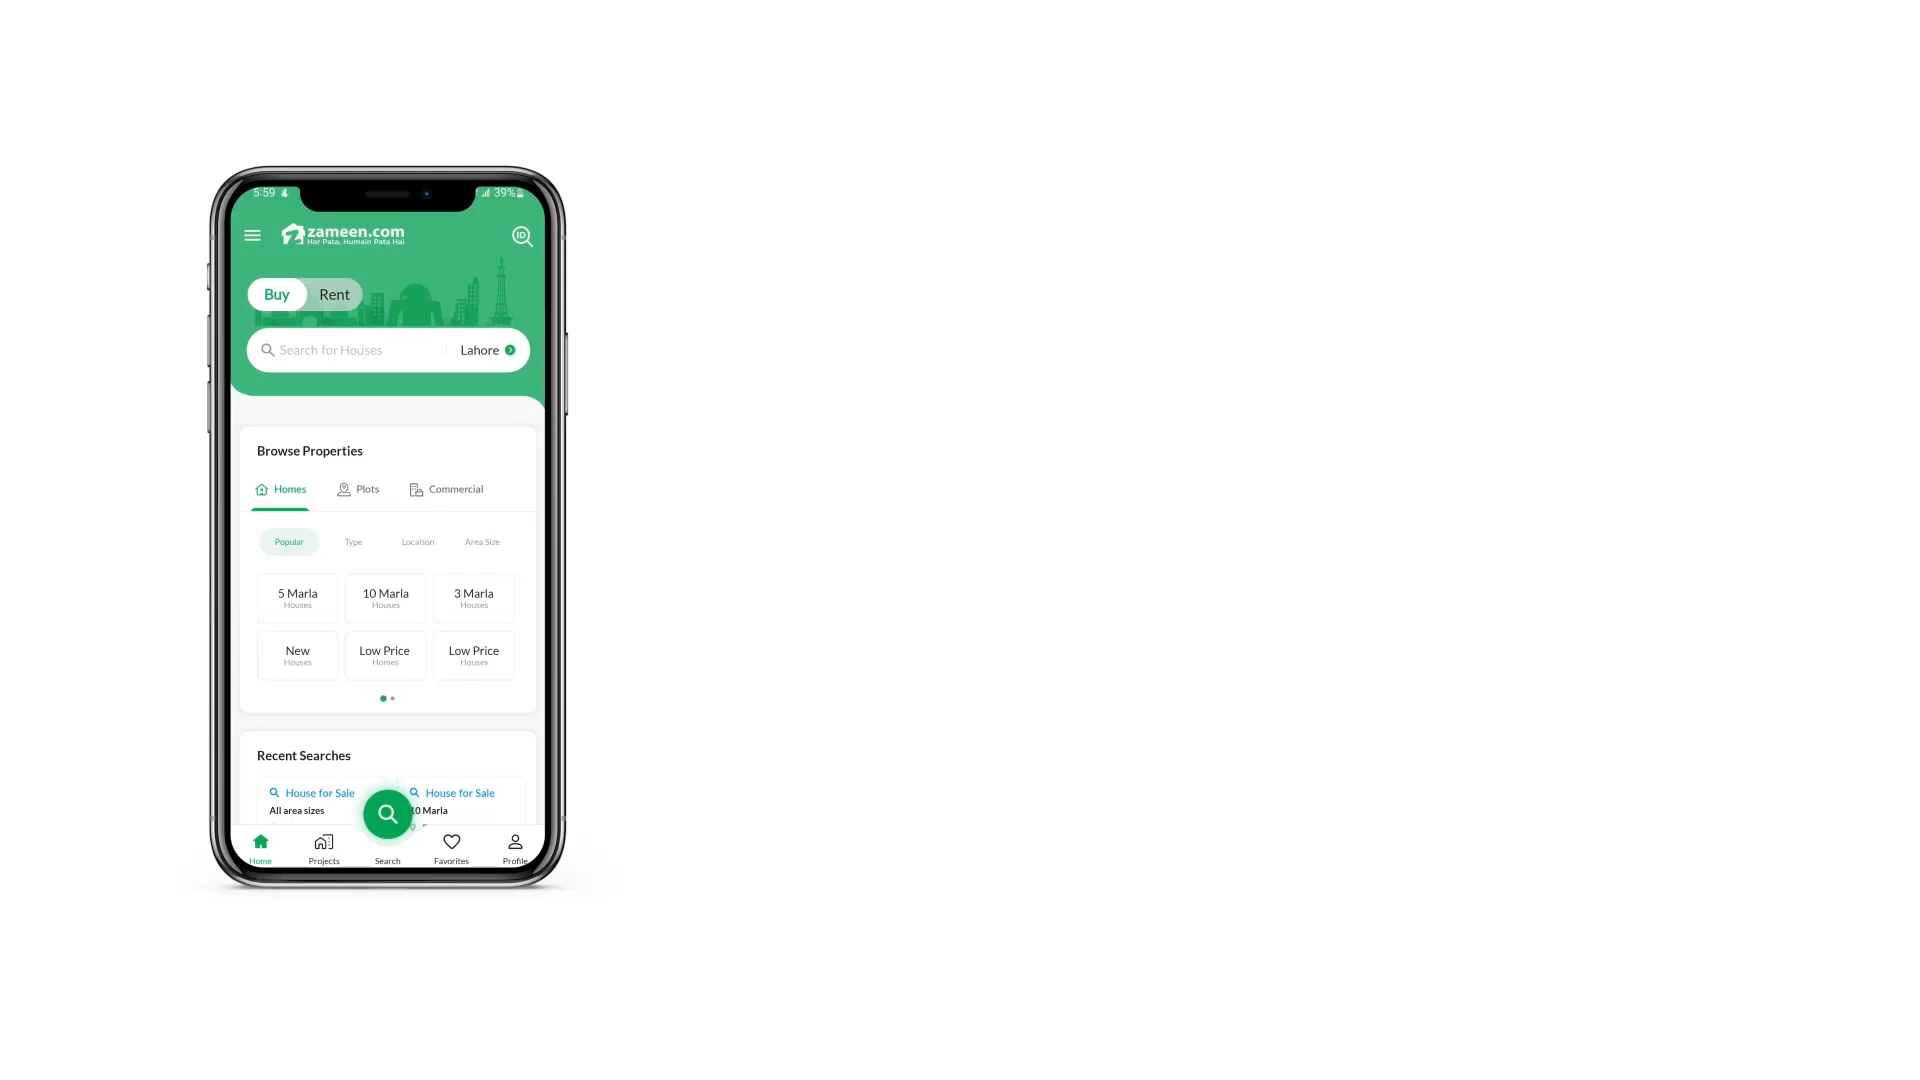 5:59 39%
zameen.com
Har Pata, Humain Pata Hai
ID
Buy Rent
Search for Houses Lahore
Browse Properties
Homes Plots Commercial
Popular Type Location Area Size
5 Marla 10 Marla 3 Marla
Houses Houses Houses
New Low Price Low Price
Houses Homes Houses
Recent Searches
House for Sale House for Sale
All area sizes 10 Marla
Home Projects Search Favorites Profile